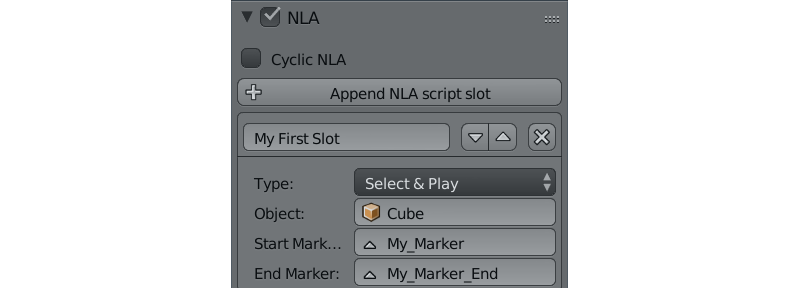 NLA
Cyclic NLA
Append NLA script slot
My First Slot
Type: Select & Play
Object: Cube
Start Mark... My_Marker
End Marker: My_Marker_End